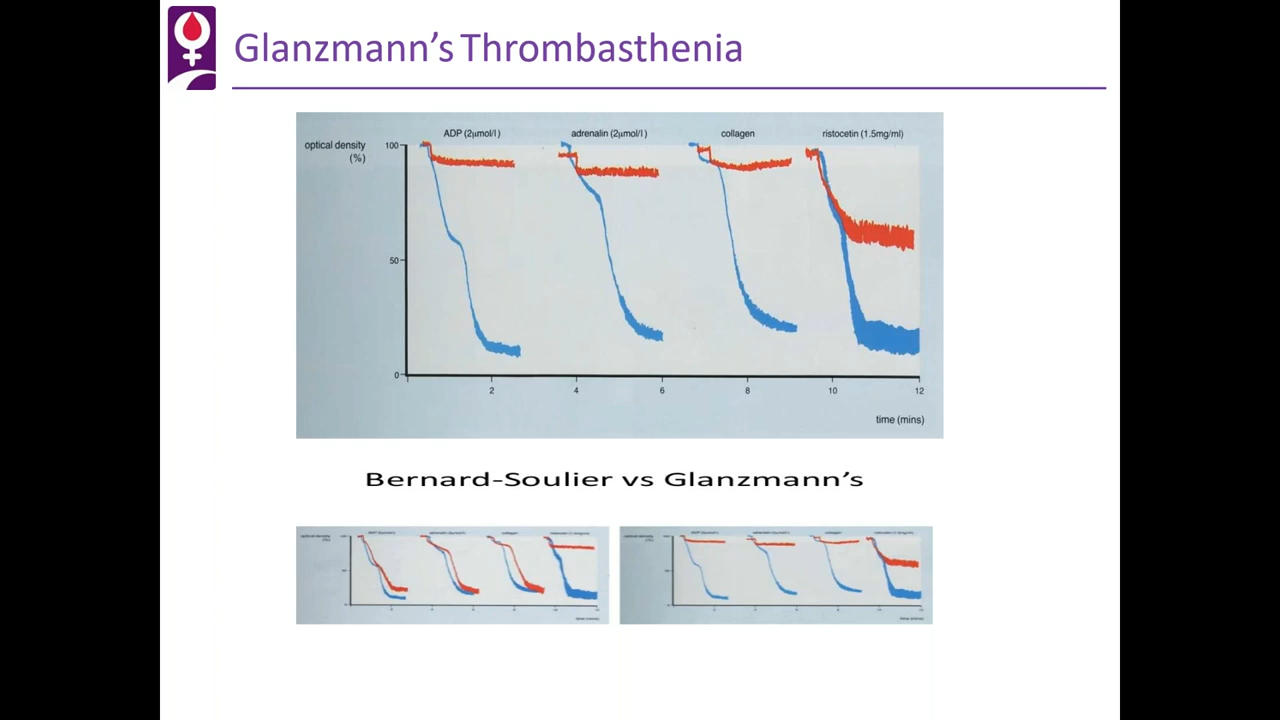 Glanzmann's Thrombasthenia
ADP (2μmol/l) adrenalin (2μmol/l) collagen ristocetin (1.5mg/ml)
optical density
(%)
100
50
0
2 4 6 8 10 12
time (mins)
Bernard-Soulier vs Glanzmann's